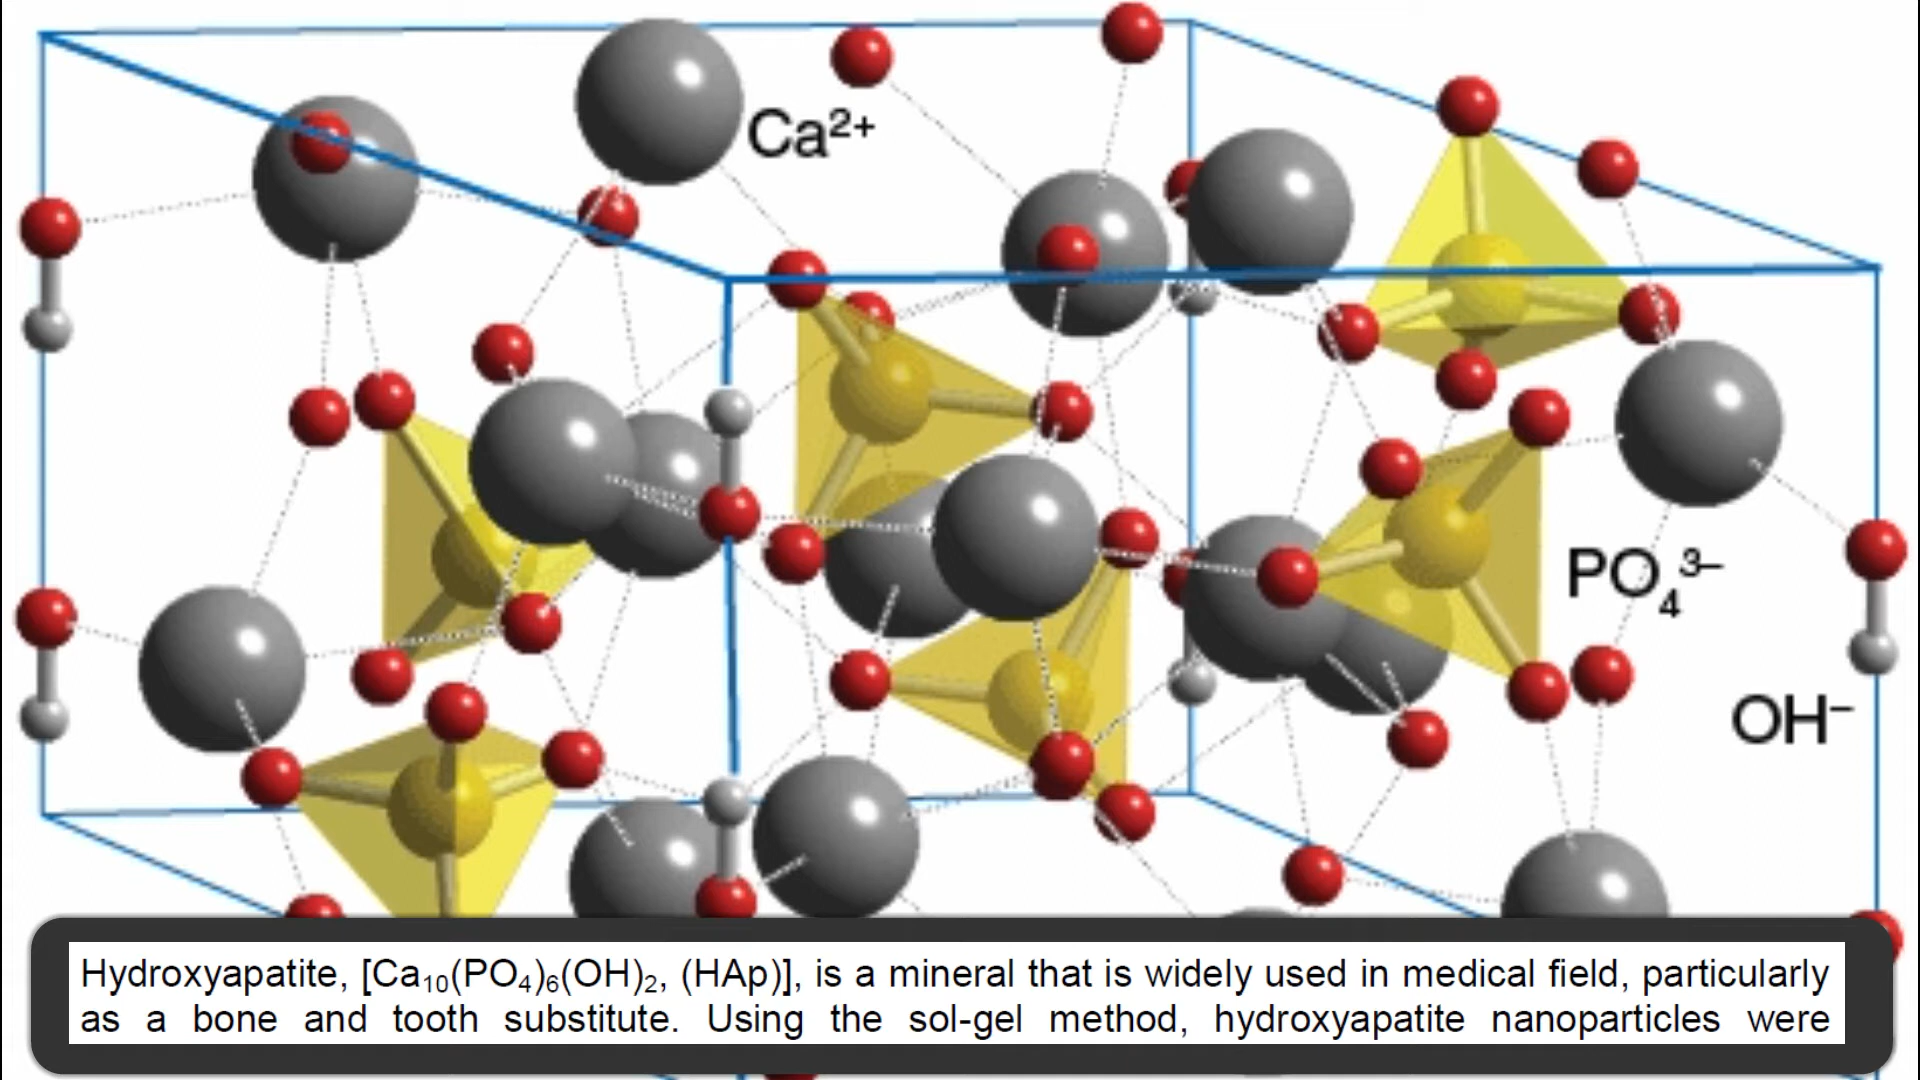 Ca²⁺
PO₄³⁻
OH⁻
Hydroxyapatite, [Ca₁₀(PO₄)₆(OH)₂, (HAp)], is a mineral that is widely used in medical field, particularly
as a bone and tooth substitute. Using the sol-gel method, hydroxyapatite nanoparticles were